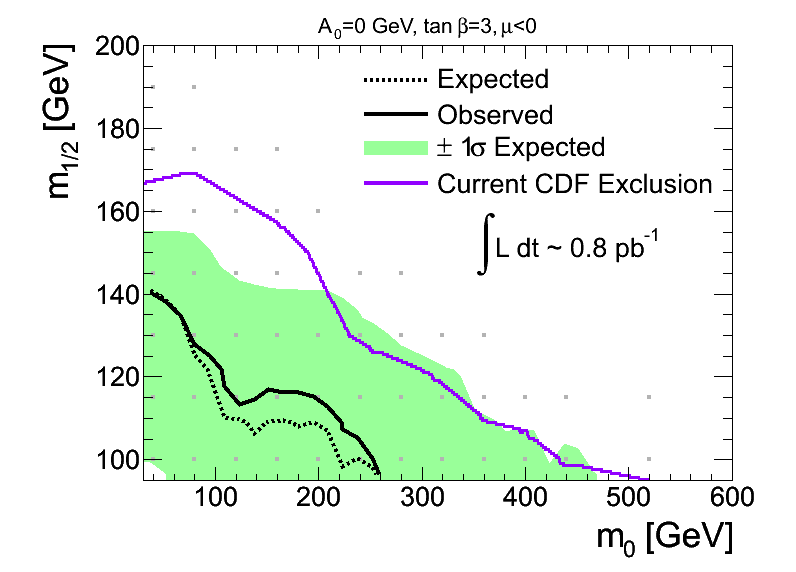 A₀=0 GeV, tan β=3, μ<0
m₁/₂ [GeV]
200
180
160
140
120
100
Expected
Observed
± 1σ Expected
Current CDF Exclusion
∫L dt ~ 0.8 pb⁻¹
100 200 300 400 500 600
m₀ [GeV]